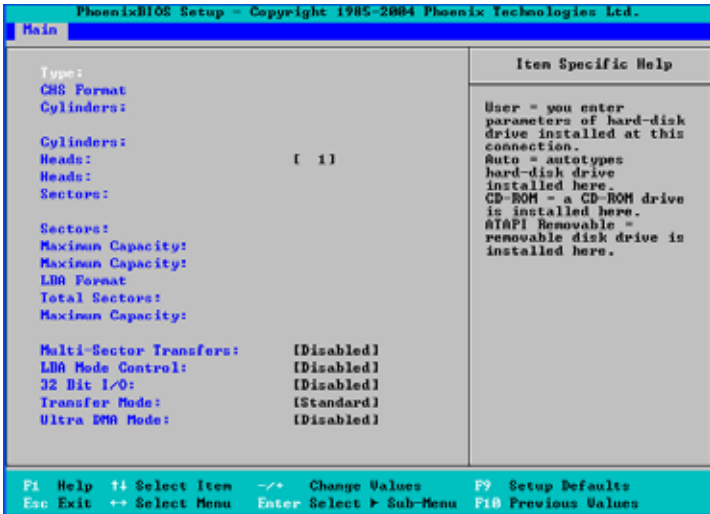 PhoenixBIOS Setup - Copyright 1985-2004 Phoenix Technologies Ltd.
Main
Type:
CHS Format
Cylinders:
Cylinders:
Heads: [ 1]
Heads:
Sectors:
Sectors:
Maximum Capacity:
Maximum Capacity:
LBA Format
Total Sectors:
Maximum Capacity:
Multi-Sector Transfers: [Disabled]
LBA Mode Control: [Disabled]
32 Bit I/O: [Disabled]
Transfer Mode: [Standard]
Ultra DMA Mode: [Disabled]
Item Specific Help
User = you enter
parameters of hard-disk
drive installed at this
connection.
Auto = autotypes
hard-disk drive
installed here.
CD-ROM = a CD-ROM drive
is installed here.
ATAPI Removable =
removable disk drive is
installed here.
F1 Help ↑↓ Select Item -/+ Change Values F9 Setup Defaults
Esc Exit ↔ Select Menu Enter Select ▶ Sub-Menu F10 Previous Values